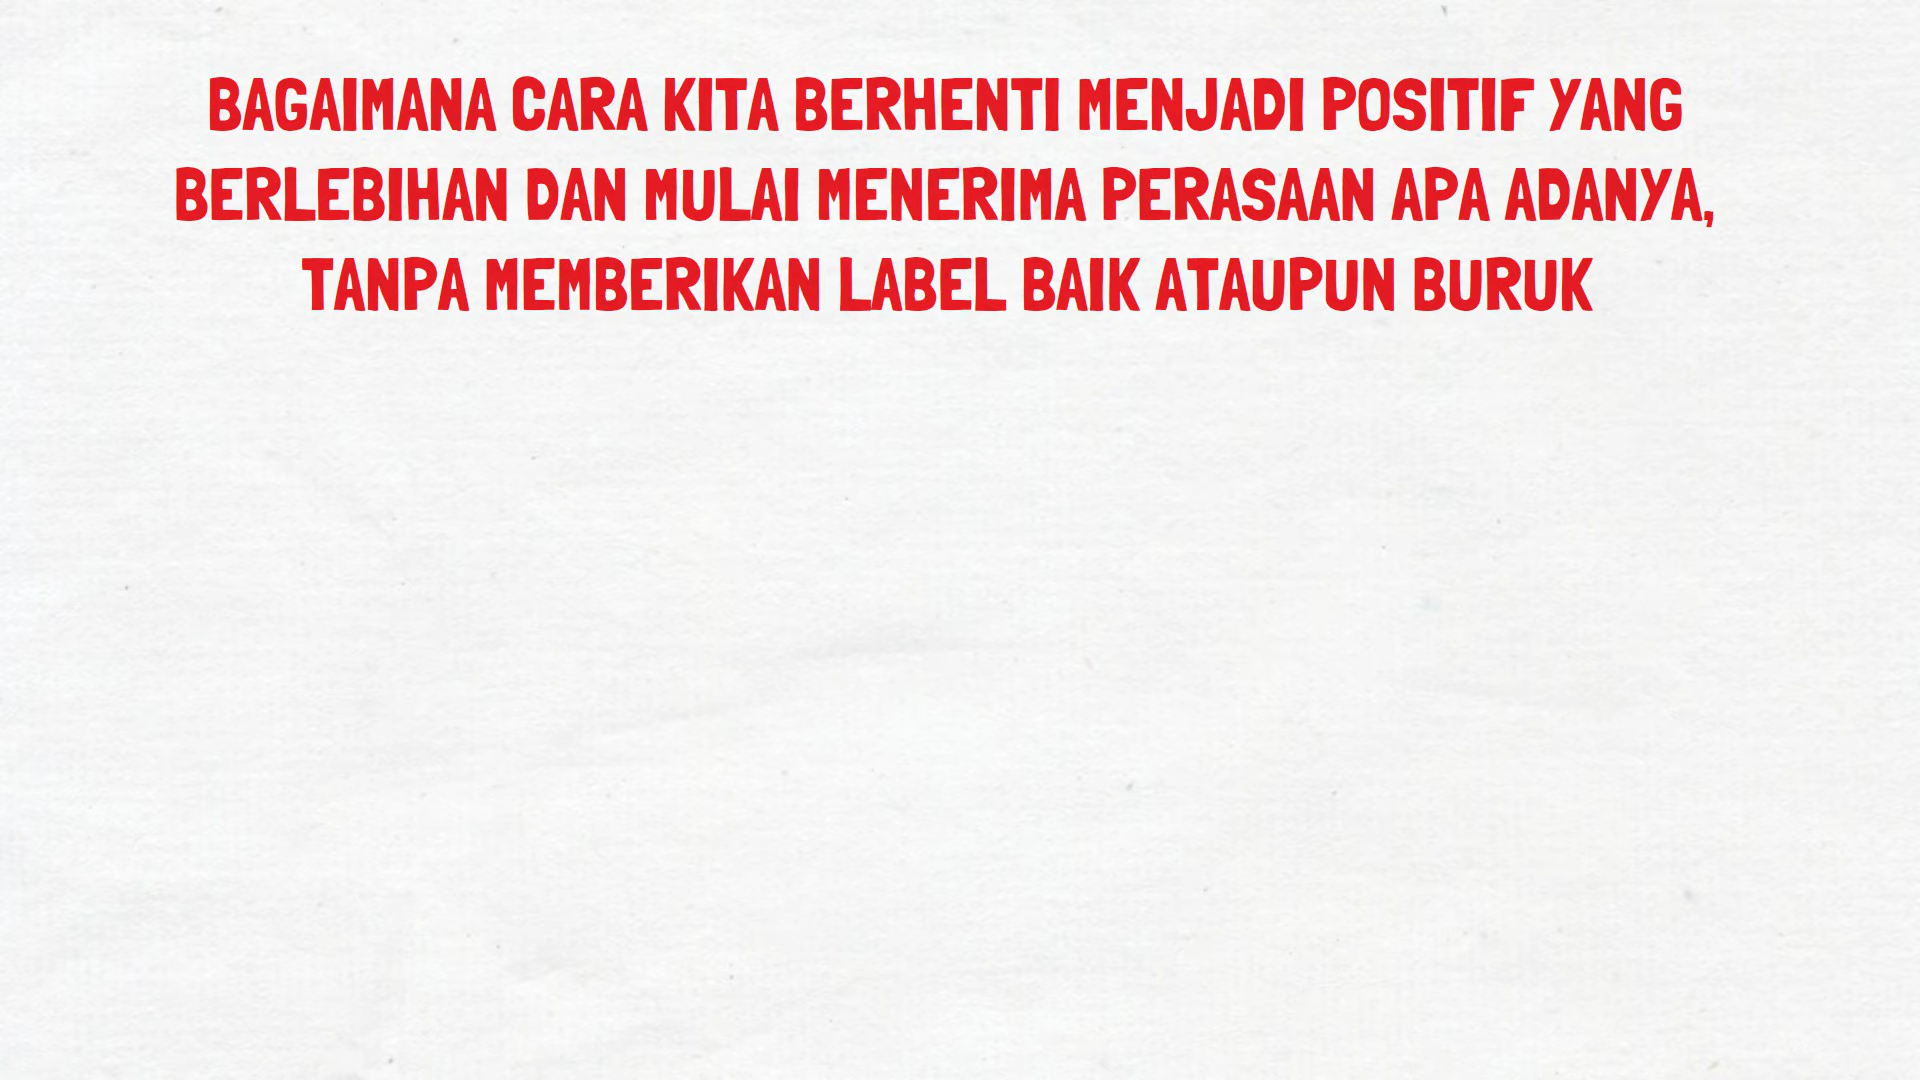 BAGAIMANA CARA KITA BERHENTI MENJADI POSITIF YANG
BERLEBIHAN DAN MULAI MENERIMA PERASAAN APA ADANYA,
TANPA MEMBERIKAN LABEL BAIK ATAUPUN BURUK